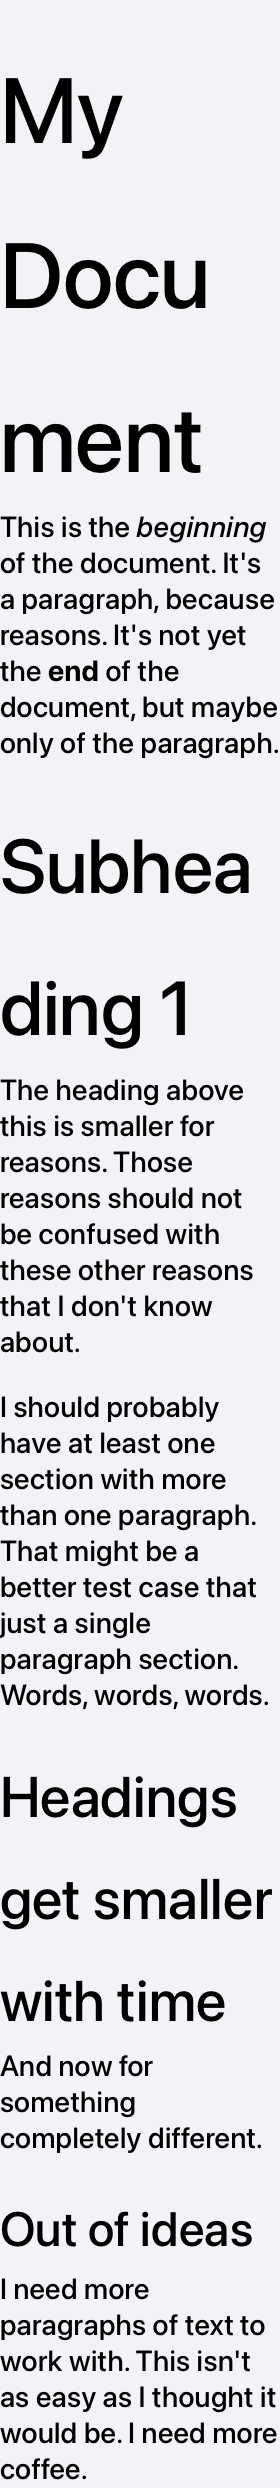 My
Docu
ment
This is the beginning
of the document. It's
a paragraph, because
reasons. It's not yet
the end of the
document, but maybe
only of the paragraph.
Subhea
ding 1
The heading above
this is smaller for
reasons. Those
reasons should not
be confused with
these other reasons
that I don't know
about.
I should probably
have at least one
section with more
than one paragraph.
That might be a
better test case that
just a single
paragraph section.
Words, words, words.
Headings
get smaller
with time
And now for
something
completely different.
Out of ideas
I need more
paragraphs of text to
work with. This isn't
as easy as I thought it
would be. I need more
coffee.